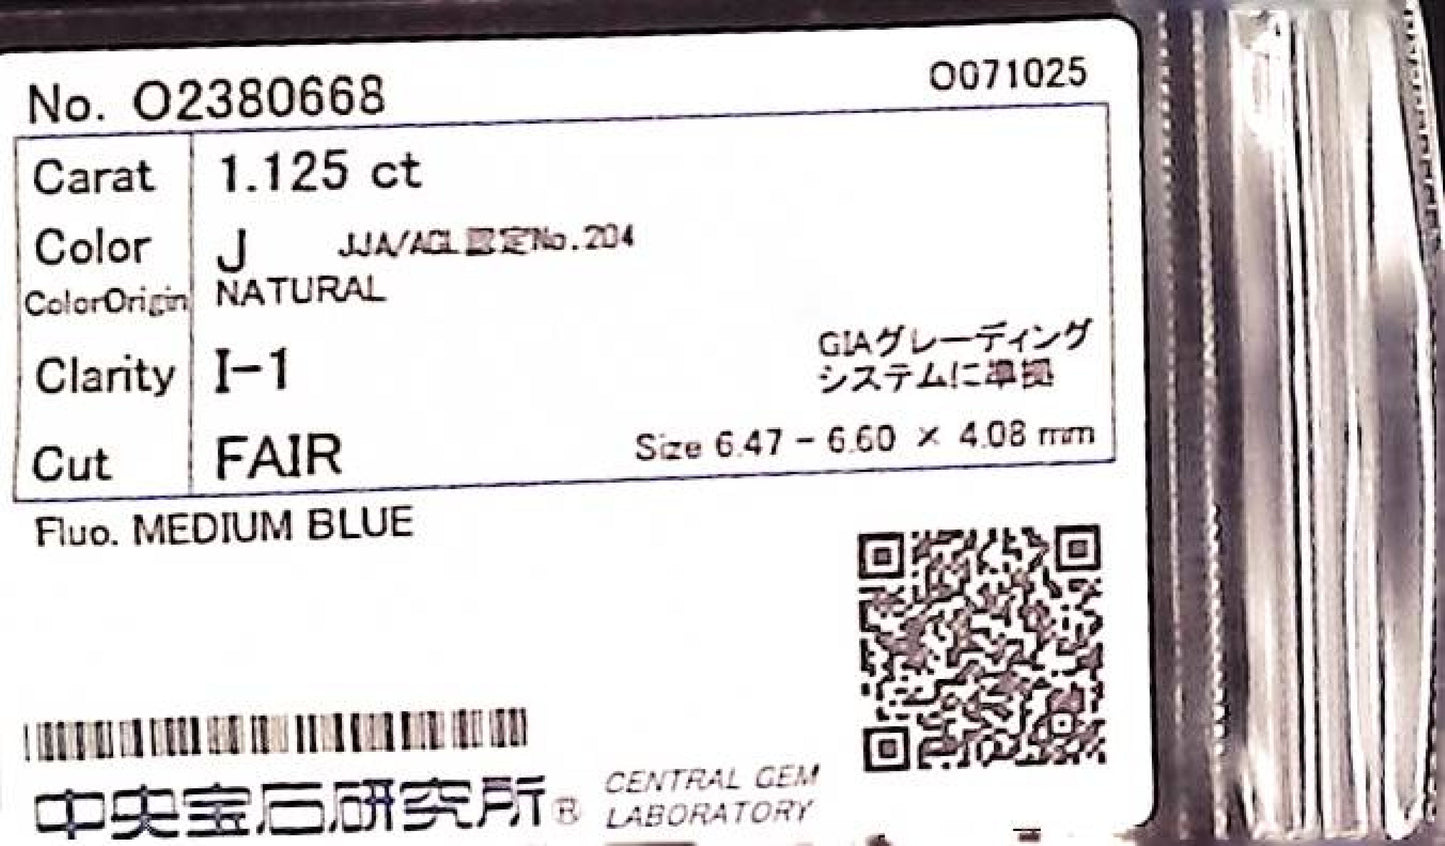 No. O2380668
O071025
Carat 1.125 ct
Color J JJA/AGL認定No.204
ColorOrigin NATURAL
Clarity I-1
GIAグレーディング
システムに準拠
Cut FAIR
Size 6.47 - 6.60 × 4.08 mm
Fluo. MEDIUM BLUE
中央宝石研究所®
CENTRAL GEM
LABORATORY